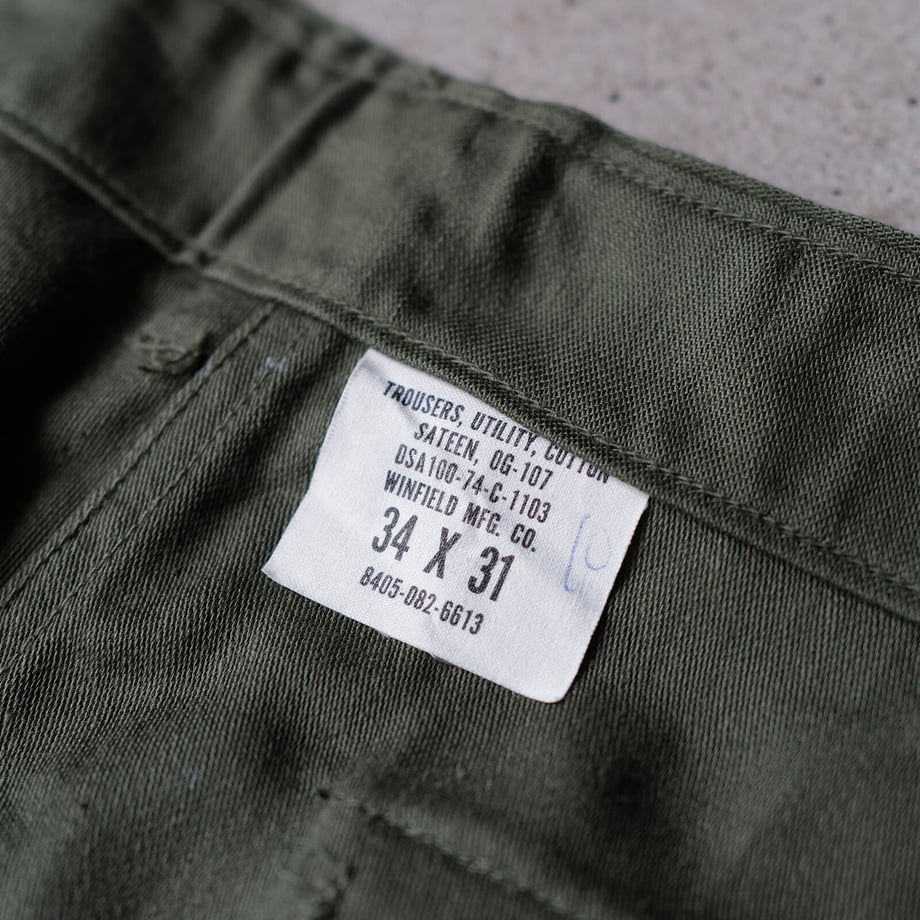 TROUSERS, UTILITY, COTTON
SATEEN, OG-107
DSA100-74-C-1103
WINFIELD MFG. CO.
34 X 31
8405-082-6613